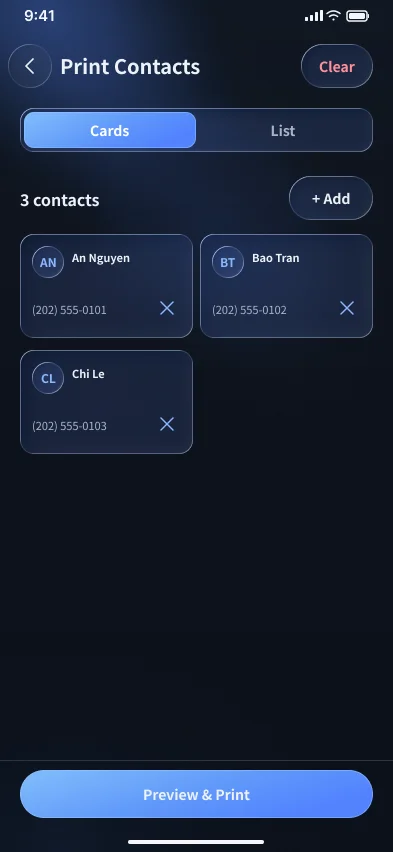 9:41
Print Contacts
Clear
Cards
List
3 contacts
+ Add
AN
An Nguyen
(202) 555-0101
BT
Bao Tran
(202) 555-0102
CL
Chi Le
(202) 555-0103
Preview & Print